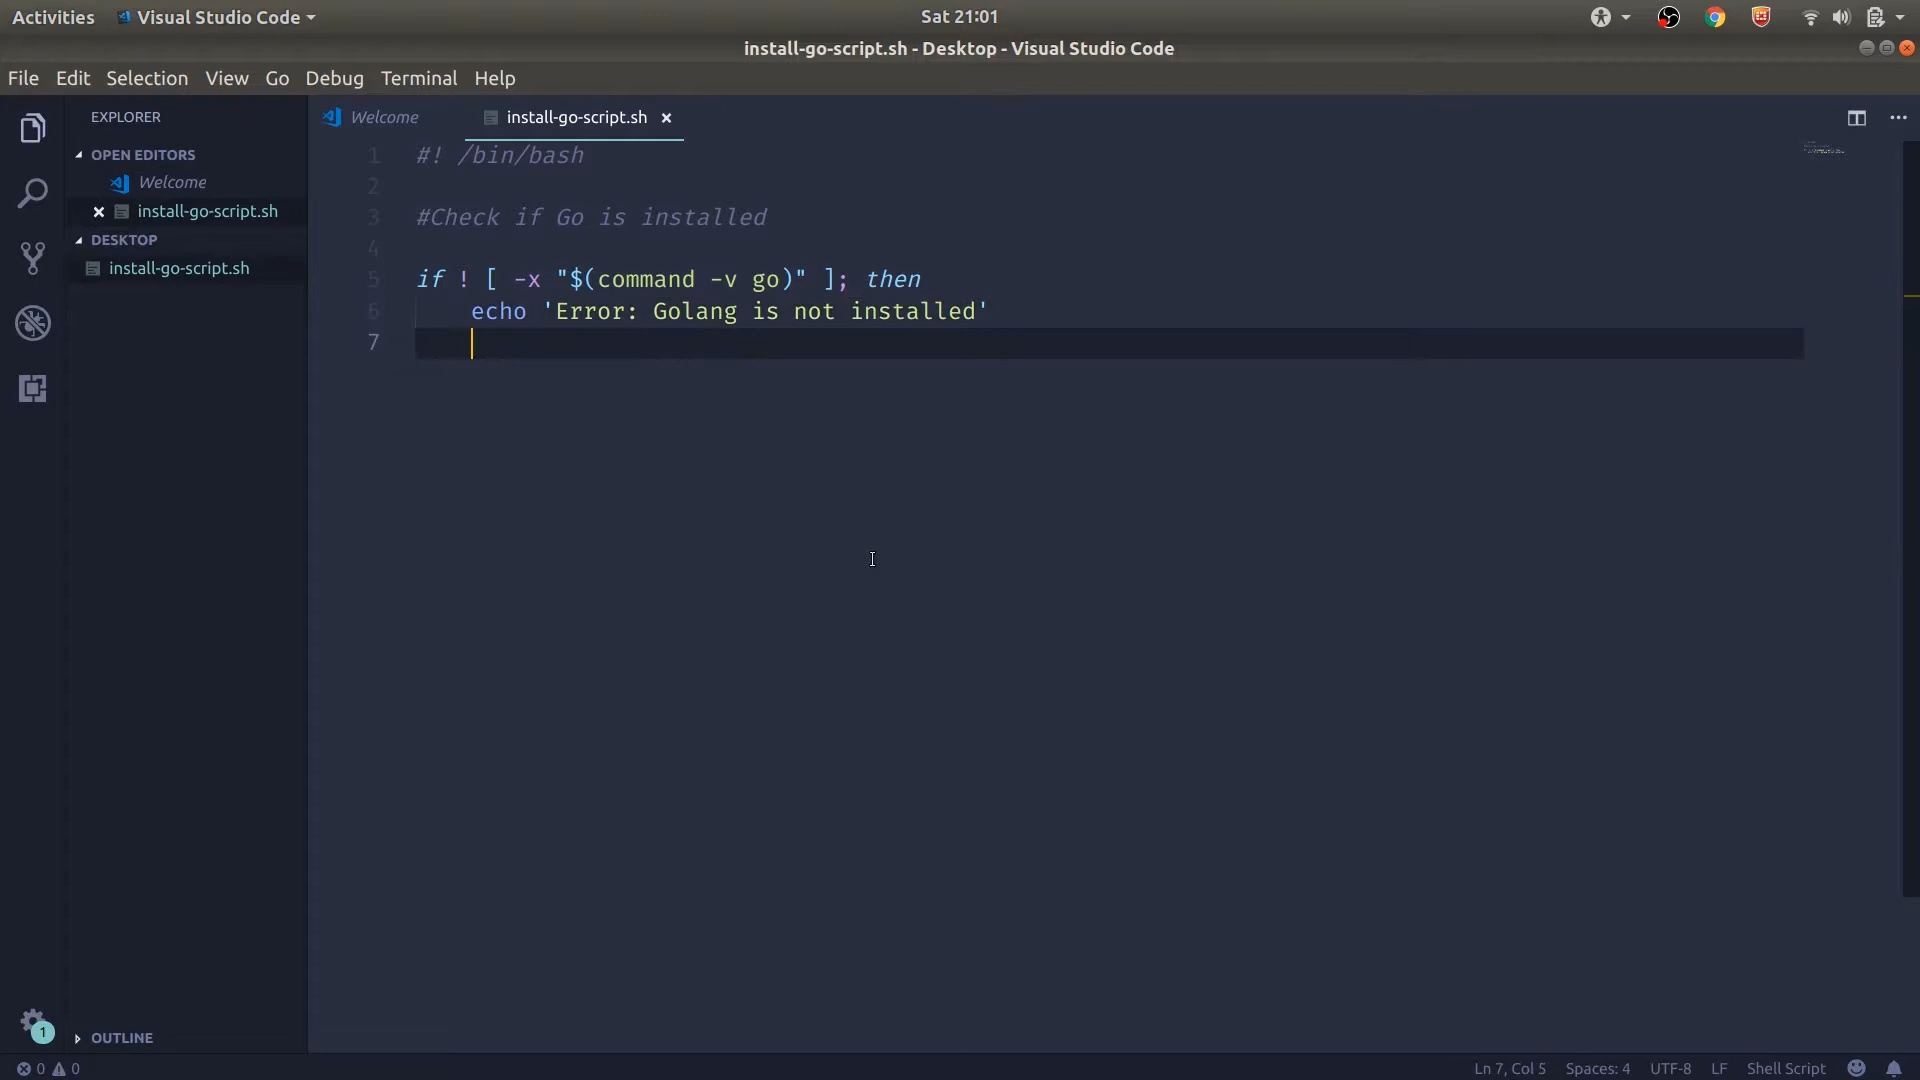 Activities Visual Studio Code Sat 21:01
install-go-script.sh - Desktop - Visual Studio Code
File Edit Selection View Go Debug Terminal Help
EXPLORER
OPEN EDITORS
Welcome
install-go-script.sh
DESKTOP
install-go-script.sh
OUTLINE
Welcome install-go-script.sh
1 #! /bin/bash
2
3 #Check if Go is installed
4
5 if ! [ -x "$(command -v go)" ]; then
6 echo 'Error: Golang is not installed'
7
1
0 0 Ln 7, Col 5 Spaces: 4 UTF-8 LF Shell Script